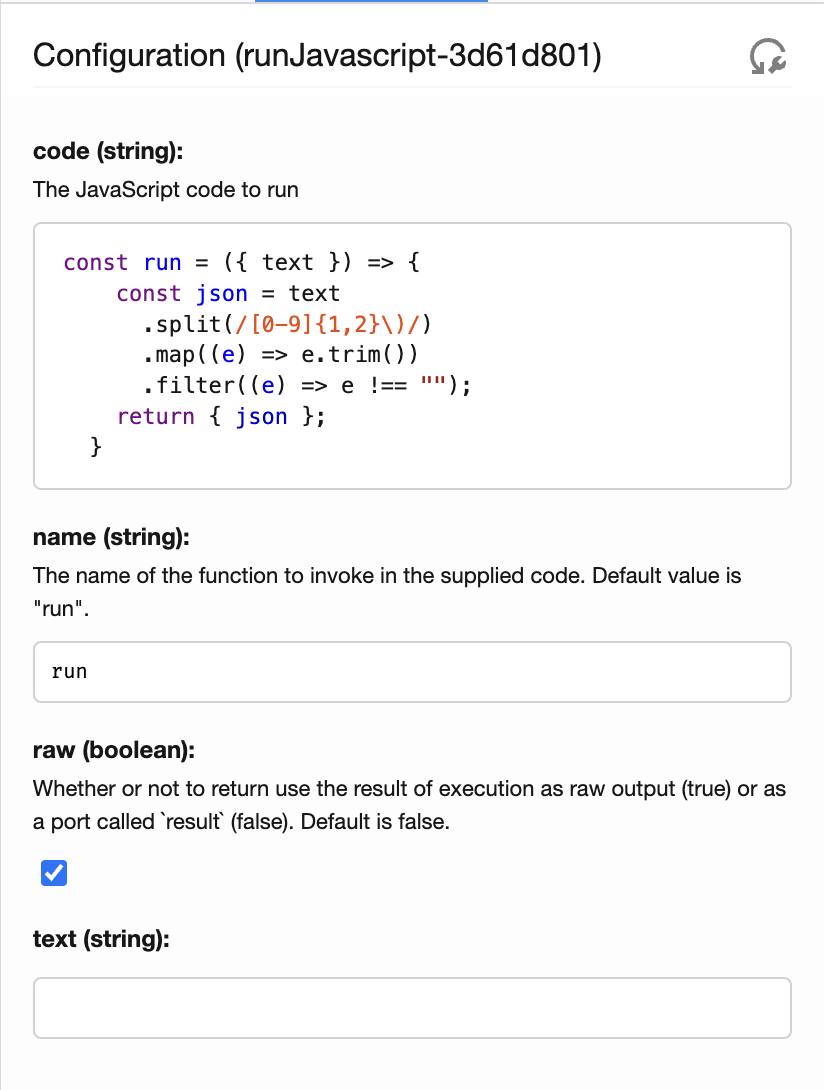 Configuration (runJavascript-3d61d801)
code (string):
The JavaScript code to run
const run = ({ text }) => {
    const json = text
      .split(/[0-9]{1,2}\)/)
      .map((e) => e.trim())
      .filter((e) => e !== "");
    return { json };
  }
name (string):
The name of the function to invoke in the supplied code. Default value is
"run".
run
raw (boolean):
Whether or not to return use the result of execution as raw output (true) or as
a port called `result` (false). Default is false.
text (string):